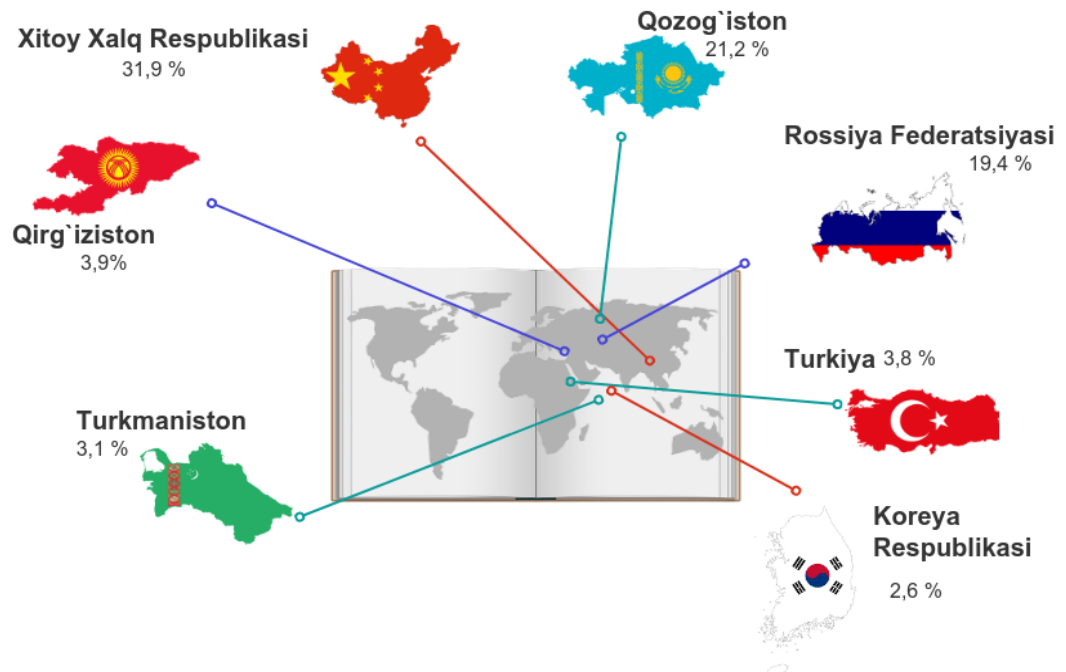 Xitoy Xalq Respublikasi
31,9 %
Qozog`iston
21,2 %
Rossiya Federatsiyasi
19,4 %
Qirg`iziston
3,9%
Turkiya 3,8 %
Turkmaniston
3,1 %
Koreya
Respublikasi
2,6 %